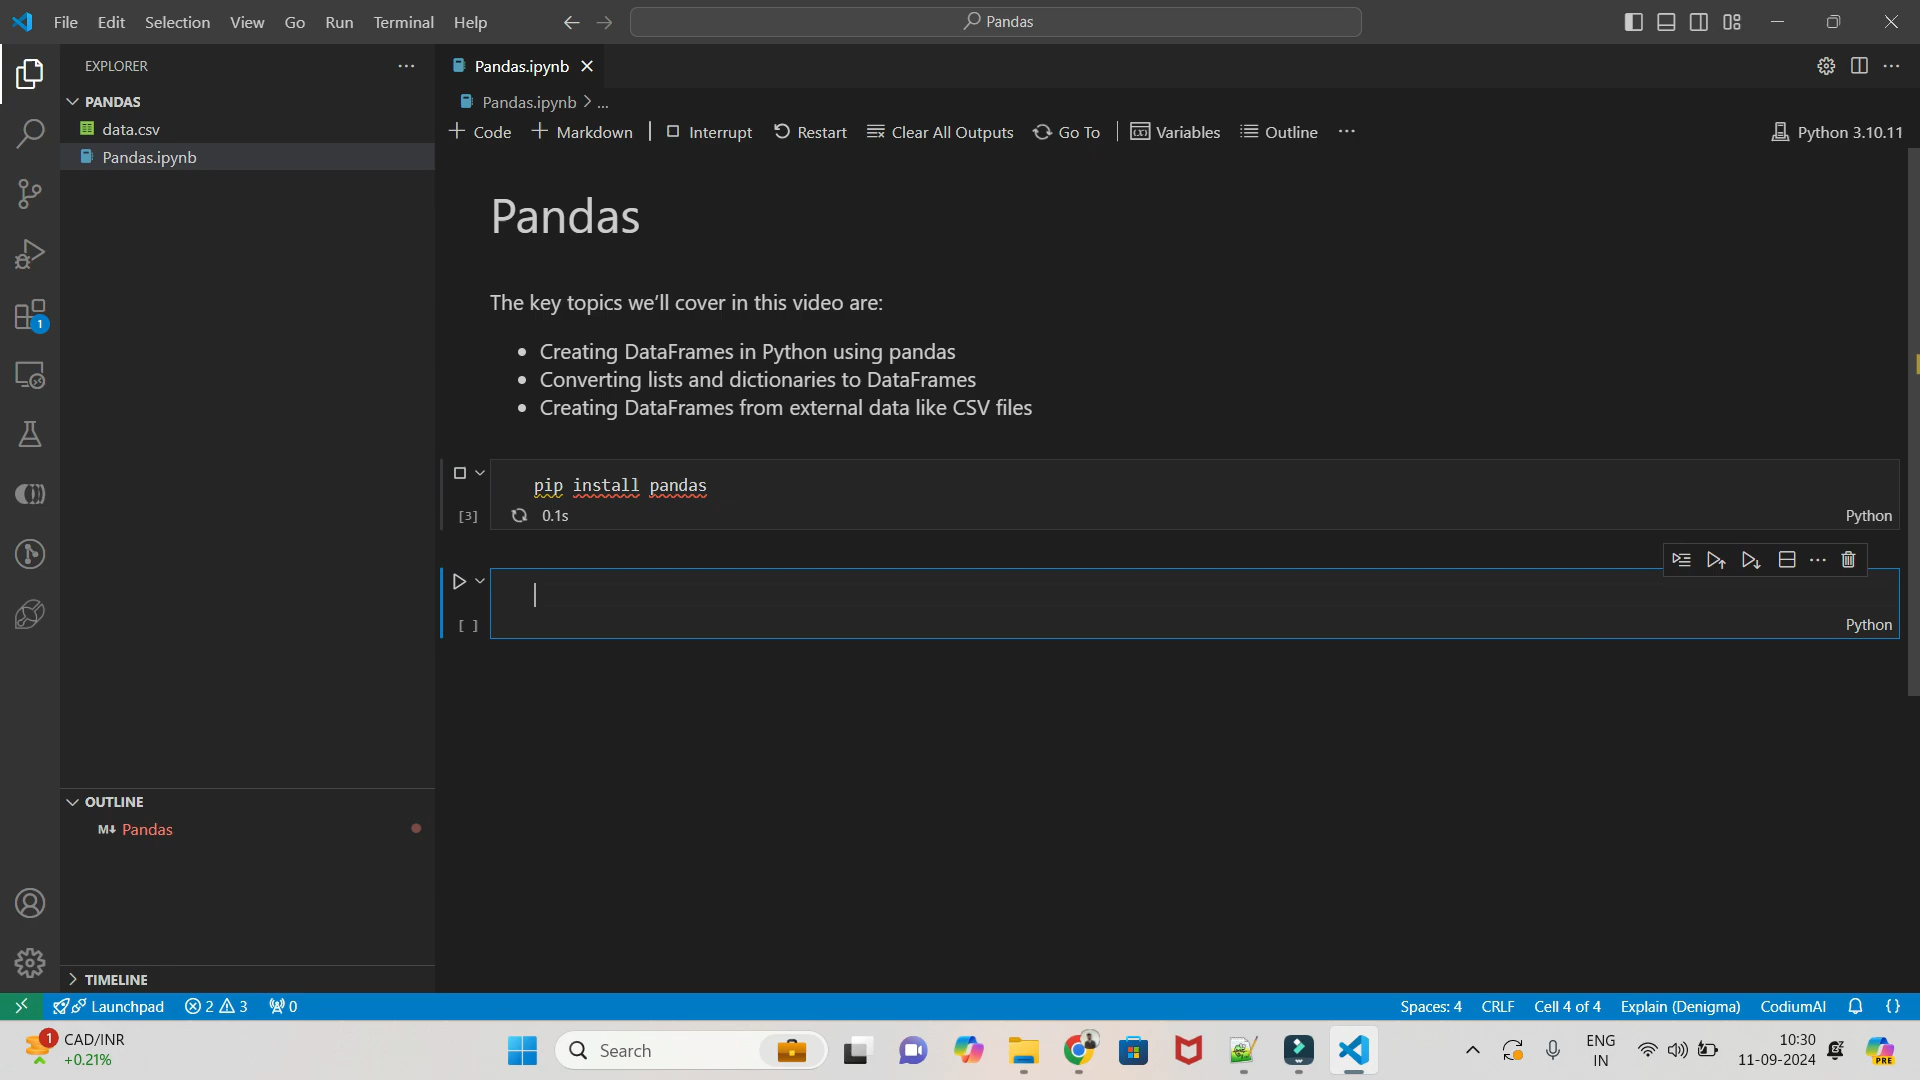 File Edit Selection View Go Run Terminal Help
Pandas
EXPLORER
PANDAS
data.csv
Pandas.ipynb
Pandas.ipynb
Pandas.ipynb > ...
+ Code + Markdown Interrupt Restart Clear All Outputs Go To Variables Outline ...
Python 3.10.11
Pandas
The key topics we'll cover in this video are:
• Creating DataFrames in Python using pandas
• Converting lists and dictionaries to DataFrames
• Creating DataFrames from external data like CSV files
pip install pandas
[3] 0.1s Python
[ ] Python
1
OUTLINE
M↓ Pandas
TIMELINE
Launchpad 2 3 0
Spaces: 4 CRLF Cell 4 of 4 Explain (Denigma) CodiumAI {}
1 CAD/INR
+0.21%
Search
PRE
ENG
IN
10:30
11-09-2024